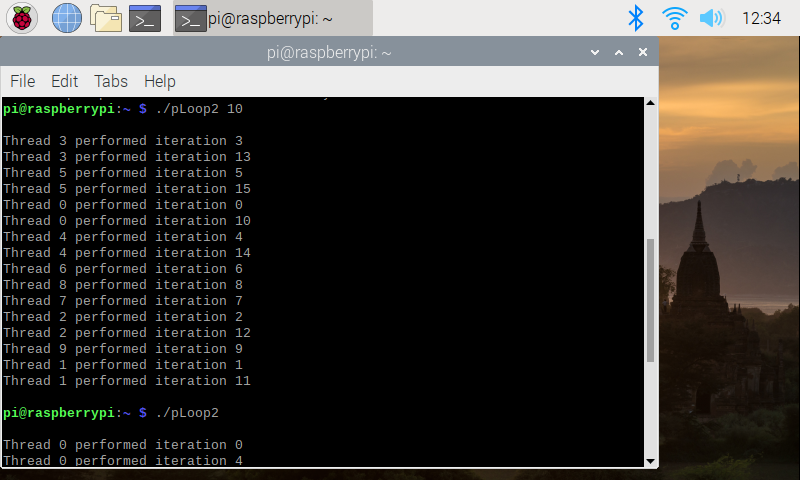 pi@raspberrypi: ~
12:34
pi@raspberrypi: ~
File Edit Tabs Help
pi@raspberrypi:~ $ ./pLoop2 10
Thread 3 performed iteration 3
Thread 3 performed iteration 13
Thread 5 performed iteration 5
Thread 5 performed iteration 15
Thread 0 performed iteration 0
Thread 0 performed iteration 10
Thread 4 performed iteration 4
Thread 4 performed iteration 14
Thread 6 performed iteration 6
Thread 8 performed iteration 8
Thread 7 performed iteration 7
Thread 2 performed iteration 2
Thread 2 performed iteration 12
Thread 9 performed iteration 9
Thread 1 performed iteration 1
Thread 1 performed iteration 11
pi@raspberrypi:~ $ ./pLoop2
Thread 0 performed iteration 0
Thread 0 performed iteration 4